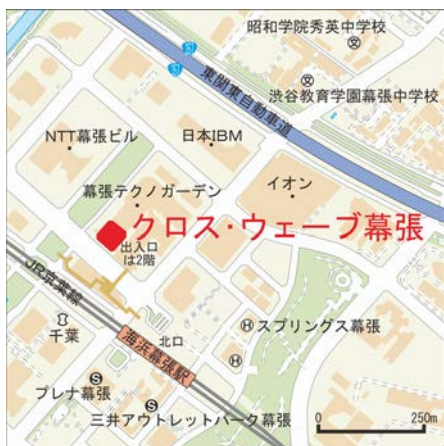 昭和学院秀英中学校
東関東自動車道
渋谷教育学園幕張中学校
NTT幕張ビル
日本IBM
幕張テクノガーデン
イオン
クロス・ウェーブ幕張
出入口
は2階
JR京葉線
北口
海浜幕張駅
千葉
スプリングス幕張
プレナ幕張
三井アウトレットパーク幕張
0 250m